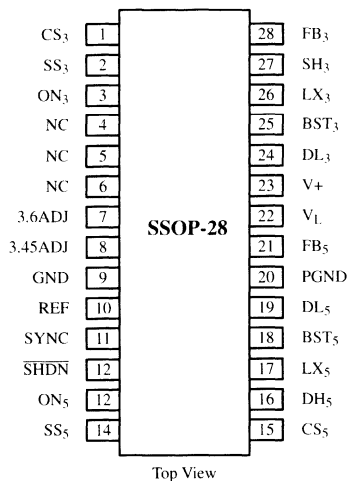 CS3 1 28 FB3
SS3 2 27 SH3
ON3 3 26 LX3
NC 4 25 BST3
NC 5 24 DL3
NC 6 23 V+
3.6ADJ 7 22 VL
3.45ADJ 8 21 FB5
GND 9 20 PGND
REF 10 19 DL5
SYNC 11 18 BST5
SHDN 12 17 LX5
ON5 12 16 DH5
SS5 14 15 CS5
SSOP-28
Top View